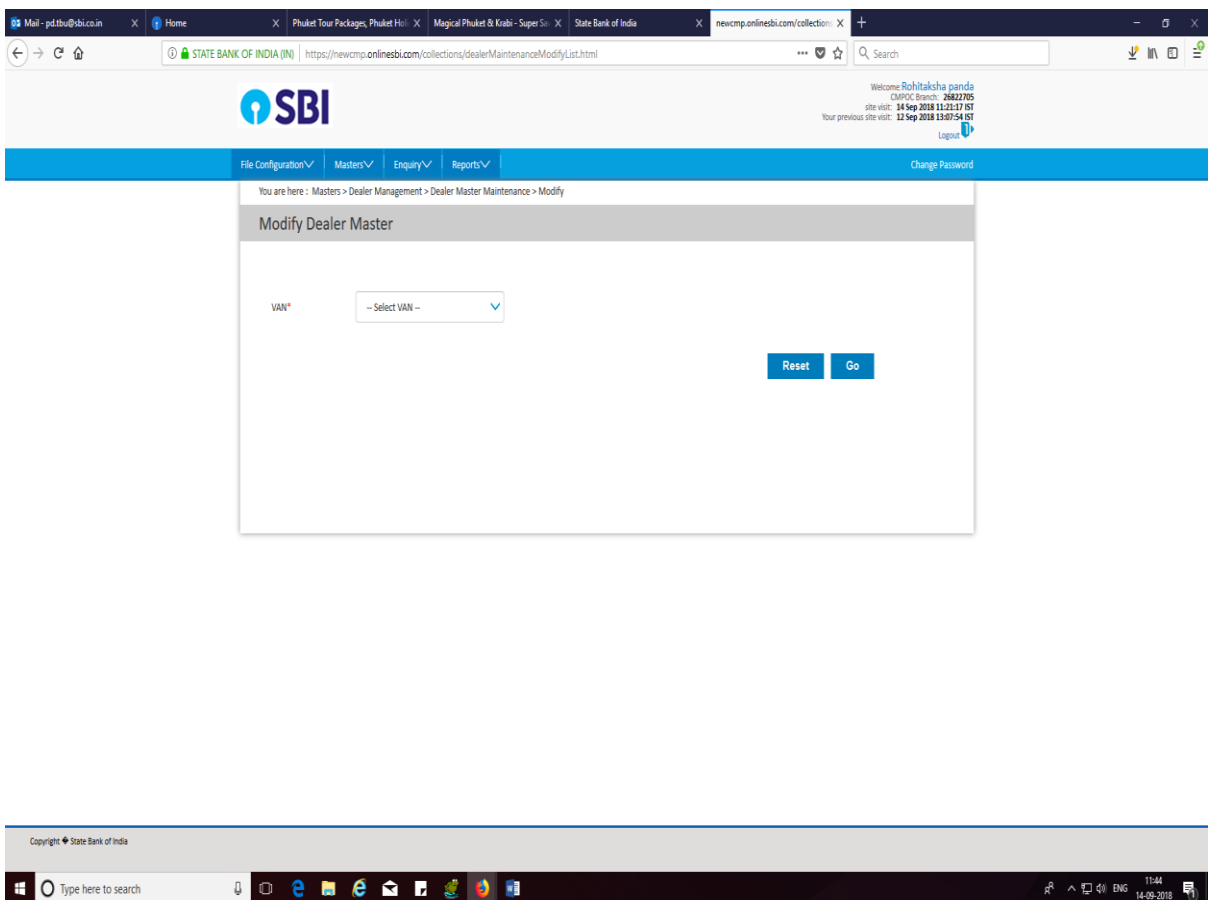 Mail - pd.tbu@sbi.co.in
Home
Phuket Tour Packages, Phuket Holi
Magical Phuket & Krabi - Super Sav
State Bank of India
newcmp.onlinesbi.com/collections
STATE BANK OF INDIA (IN) https://newcmp.onlinesbi.com/collections/dealerMaintenanceModifyList.html
Search
SBI
Welcome:Rohitaksha panda
CMPOC Branch: 26822705
site visit: 14 Sep 2018 11:21:17 IST
Your previous site visit: 12 Sep 2018 13:07:54 IST
Logout
File Configuration Masters Enquiry Reports Change Password
You are here : Masters > Dealer Management > Dealer Master Maintenance > Modify
Modify Dealer Master
VAN* -- Select VAN --
Reset Go
Copyright � State Bank of India
Type here to search
ENG 11:44
14-09-2018